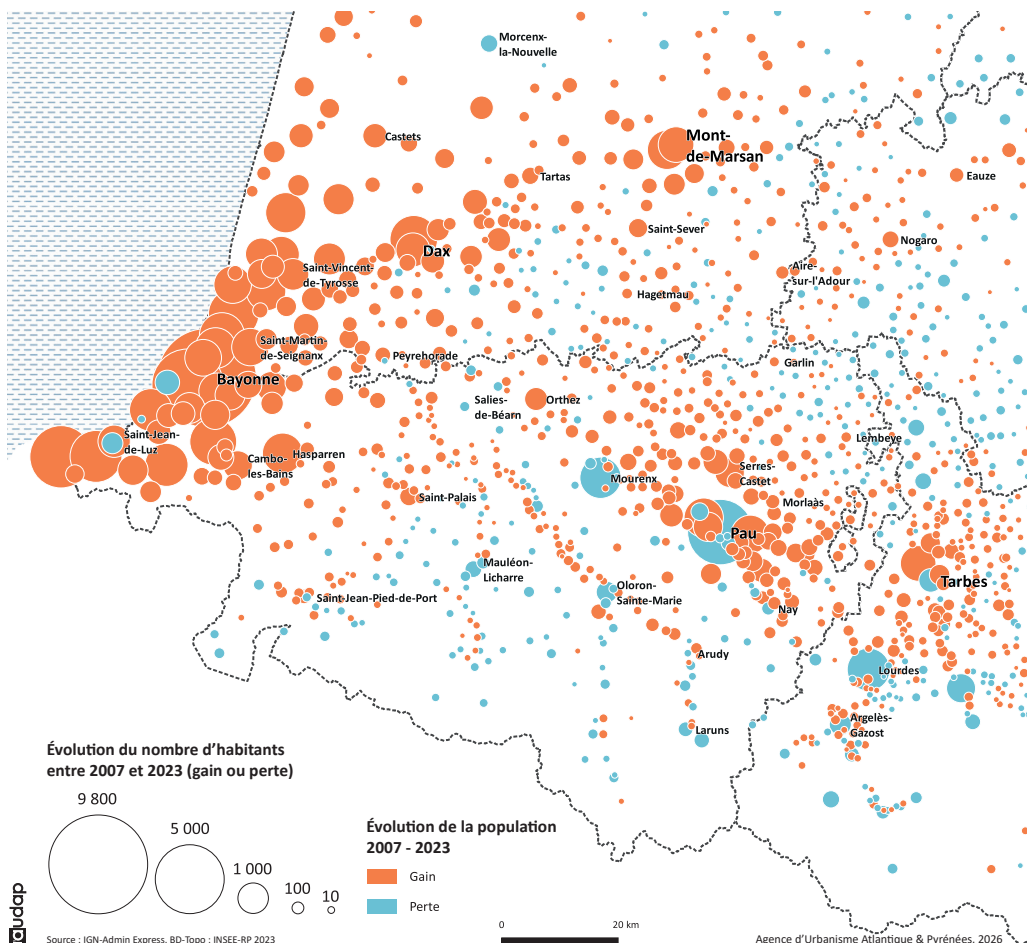 Morcenx-
la-Nouvelle
Castets
Mont-
de-Marsan
Tartas
Eauze
Saint-Sever
Nogaro
Dax
Saint-Vincent-
de-Tyrosse
Aire-
sur-l'Adour
Hagetmau
Saint-Martin-
de-Seignanx
Peyrehorade
Garlin
Bayonne
Salies-
de-Béarn
Orthez
Saint-Jean-
de-Luz
Lembeye
Cambo-
les-Bains
Hasparren
Serres-
Castet
Mourenx
Saint-Palais
Morlaàs
Pau
Mauléon-
Licharre
Oloron-
Sainte-Marie
Tarbes
Saint-Jean-Pied-de-Port
Nay
Arudy
Lourdes
Laruns
Argelès-
Gazost
Évolution du nombre d'habitants
entre 2007 et 2023 (gain ou perte)
9 800
5 000
1 000
100
10
Évolution de la population
2007 - 2023
Gain
Perte
0
20 km
audap
Source : IGN-Admin Express, BD-Topo ; INSEE-RP 2023
Agence d'Urbanisme Atlantique & Pyrénées, 2026